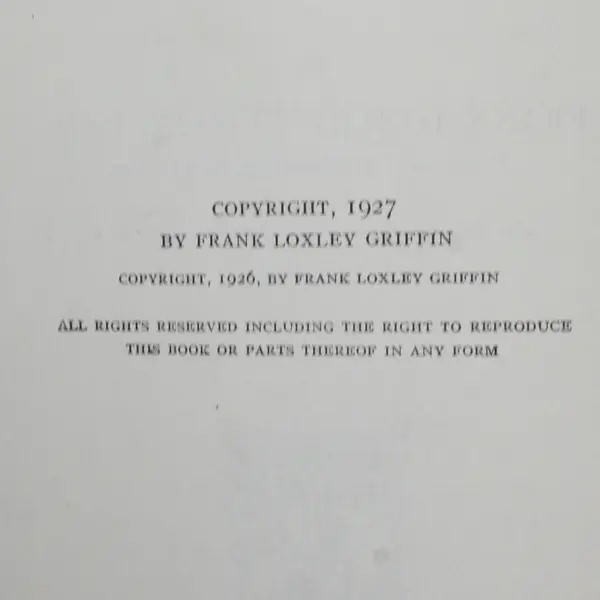 COPYRIGHT, 1927
BY FRANK LOXLEY GRIFFIN
COPYRIGHT, 1926, BY FRANK LOXLEY GRIFFIN
ALL RIGHTS RESERVED INCLUDING THE RIGHT TO REPRODUCE
THIS BOOK OR PARTS THEREOF IN ANY FORM